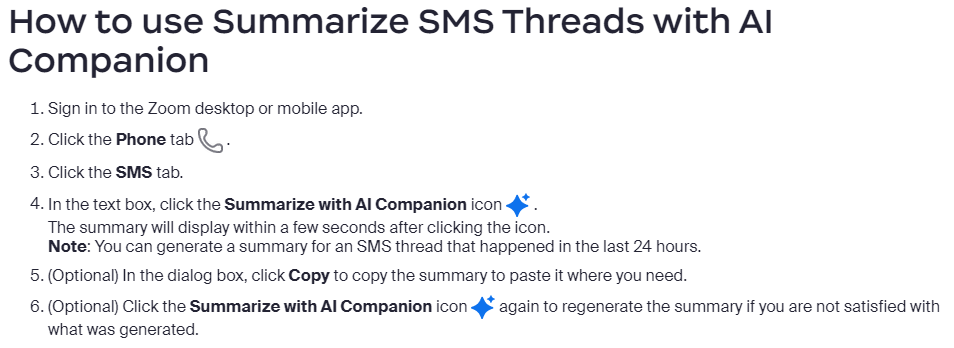 How to use Summarize SMS Threads with AI
Companion
1. Sign in to the Zoom desktop or mobile app.
2. Click the Phone tab .
3. Click the SMS tab.
4. In the text box, click the Summarize with AI Companion icon .
The summary will display within a few seconds after clicking the icon.
Note: You can generate a summary for an SMS thread that happened in the last 24 hours.
5. (Optional) In the dialog box, click Copy to copy the summary to paste it where you need.
6. (Optional) Click the Summarize with AI Companion icon again to regenerate the summary if you are not satisfied with
what was generated.